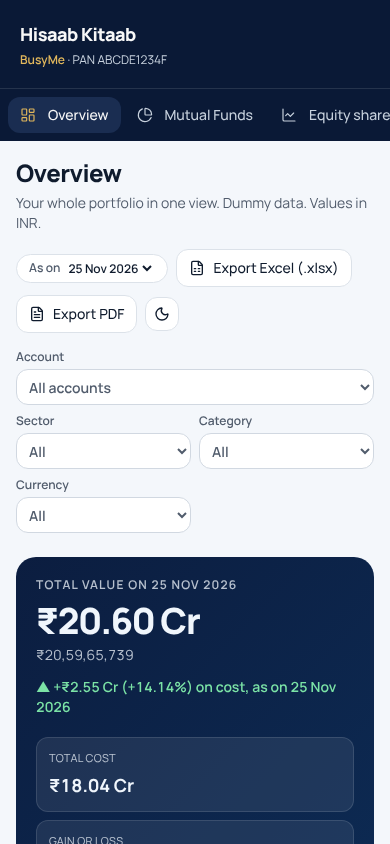 Hisaab Kitaab
BusyMe · PAN ABCDE1234F
Overview
Mutual Funds
Equity share
Overview
Your whole portfolio in one view. Dummy data. Values in
INR.
As on 25 Nov 2026
Export Excel (.xlsx)
Export PDF
Account
All accounts
Sector
Category
All
All
Currency
All
TOTAL VALUE ON 25 NOV 2026
₹20.60 Cr
₹20,59,65,739
▲ +₹2.55 Cr (+14.14%) on cost, as on 25 Nov
2026
TOTAL COST
₹18.04 Cr
GAIN OR LOSS